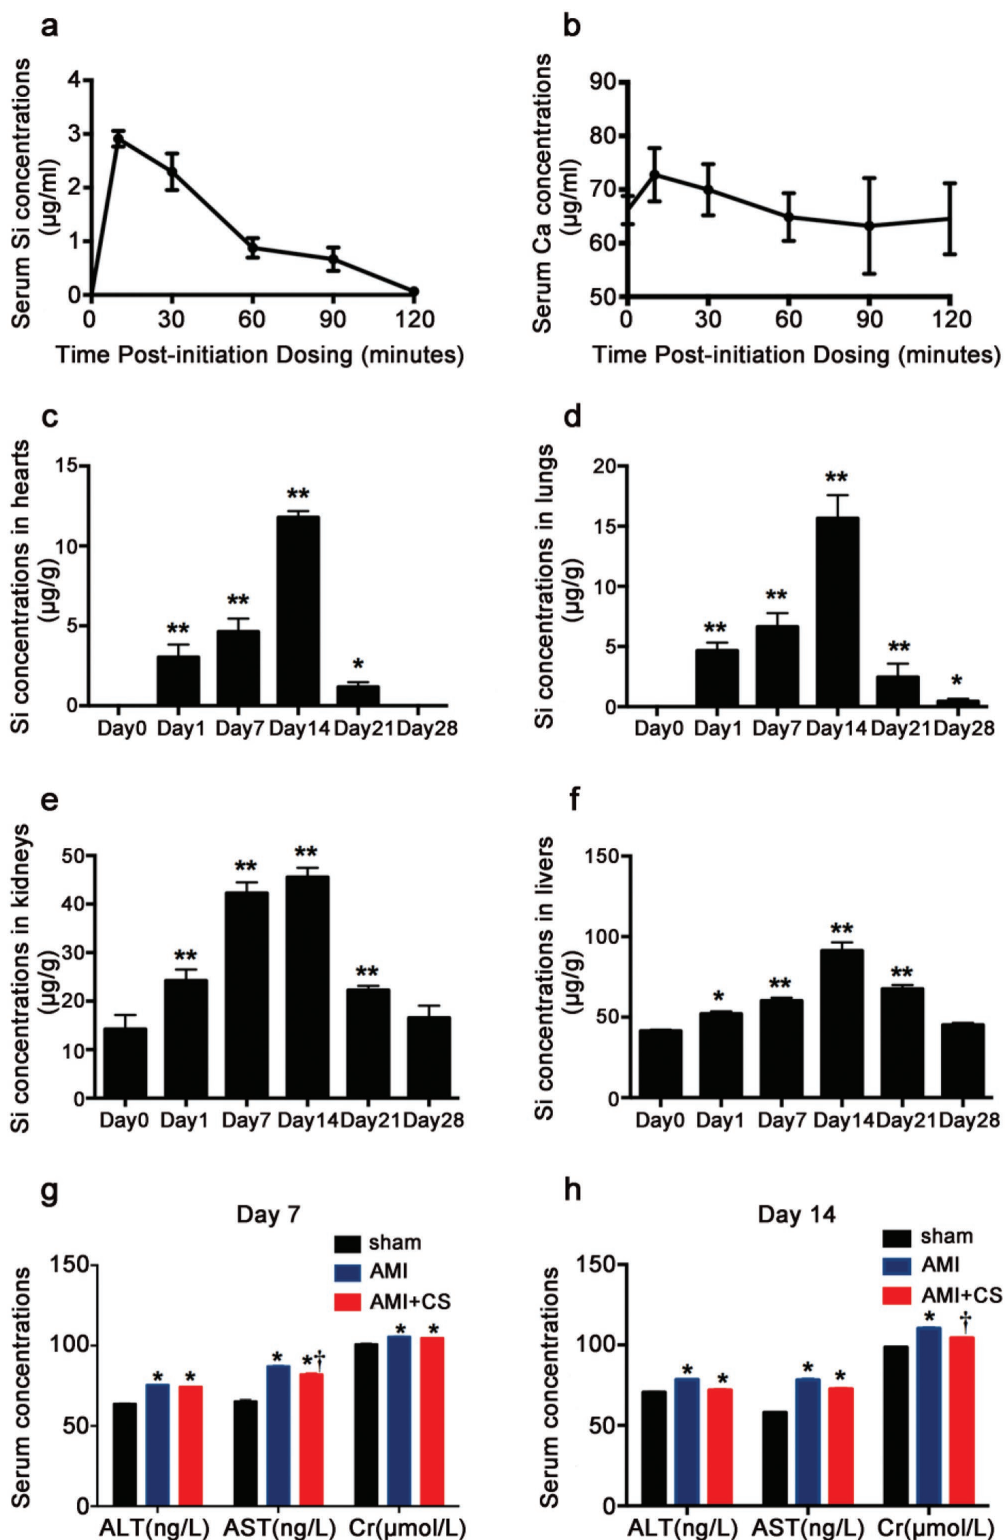 a
Serum Si concentrations
(µg/ml)
4
3
2
1
0
0 30 60 90 120
Time Post-initiation Dosing (minutes)
b
Serum Ca concentrations
(µg/ml)
90
80
70
60
50
0 30 60 90 120
Time Post-initiation Dosing (minutes)
c
Si concentrations in hearts
(µg/g)
15
10
5
0
** ** ** *
Day0 Day1 Day7 Day14 Day21 Day28
d
Si concentrations in lungs
(µg/g)
20
15
10
5
0
** ** ** ** *
Day0 Day1 Day7 Day14 Day21 Day28
e
Si concentrations in kidneys
(µg/g)
50
40
30
20
10
0
** ** ** **
Day0 Day1 Day7 Day14 Day21 Day28
f
Si concentrations in livers
(µg/g)
150
100
50
0
* ** ** **
Day0 Day1 Day7 Day14 Day21 Day28
g
Day 7
sham
AMI
AMI+CS
Serum concentrations
150
100
50
0
* * * *† * *
ALT(ng/L) AST(ng/L) Cr(µmol/L)
h
Day 14
sham
AMI
AMI+CS
Serum concentrations
150
100
50
0
* * * * * †
ALT(ng/L) AST(ng/L) Cr(µmol/L)